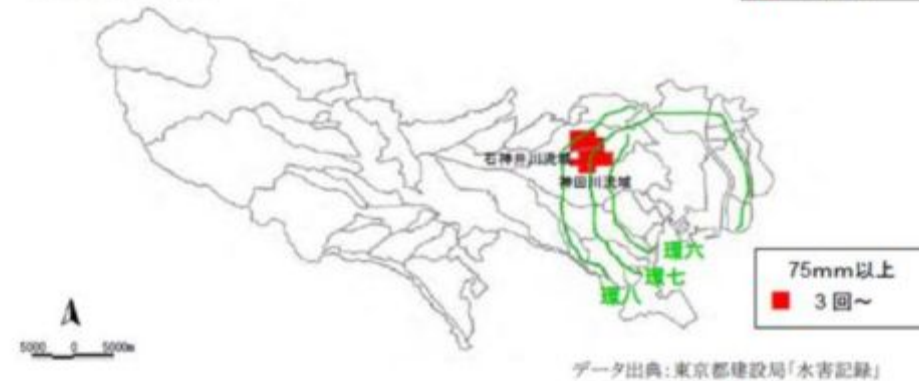 石神井川流域
神田川流域
環六
環七
環八
75mm以上
3回～
5000 0 5000m
データ出典：東京都建設局「水害記録」